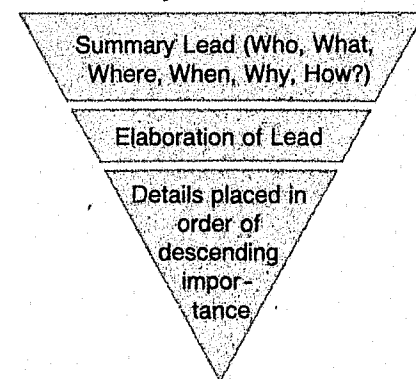 Summary Lead (Who, What,
Where, When, Why, How?)
Elaboration of Lead
Details placed in
order of
descending
impor-
tance